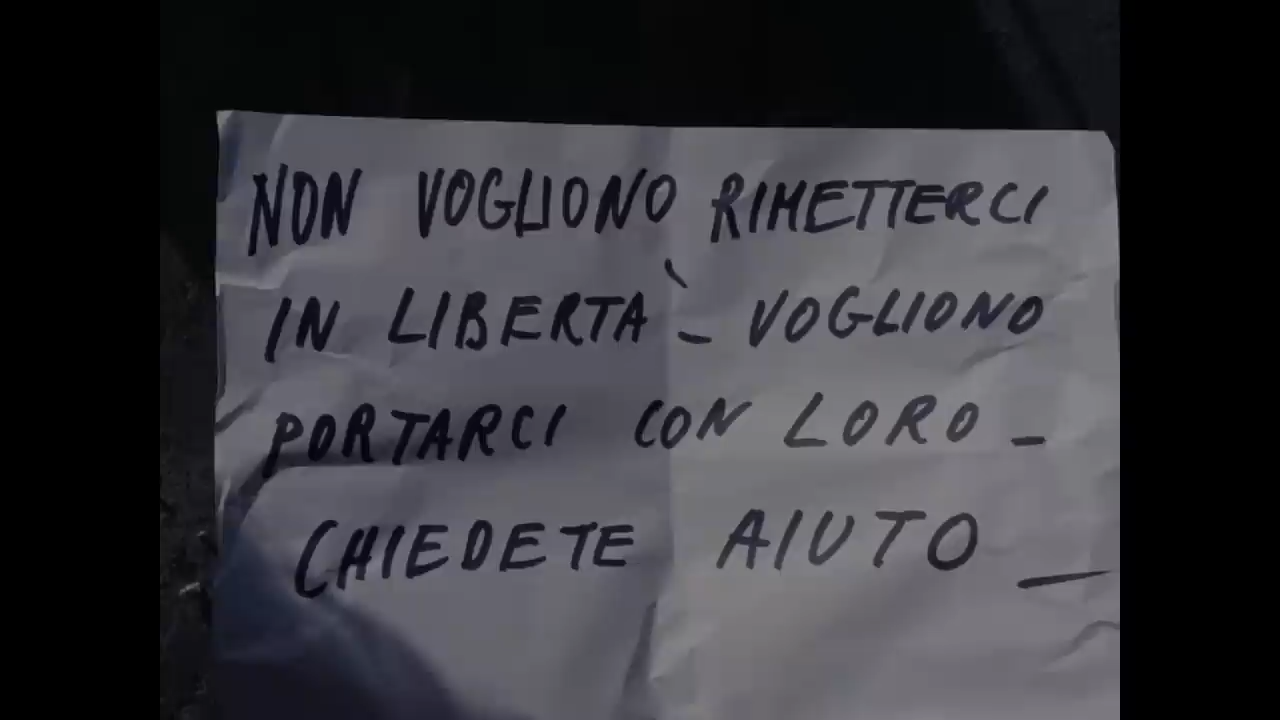 NON VOGLIONO RIMETTERCI
IN LIBERTÀ - VOGLIONO
PORTARCI CON LORO -
CHIEDETE AIUTO -